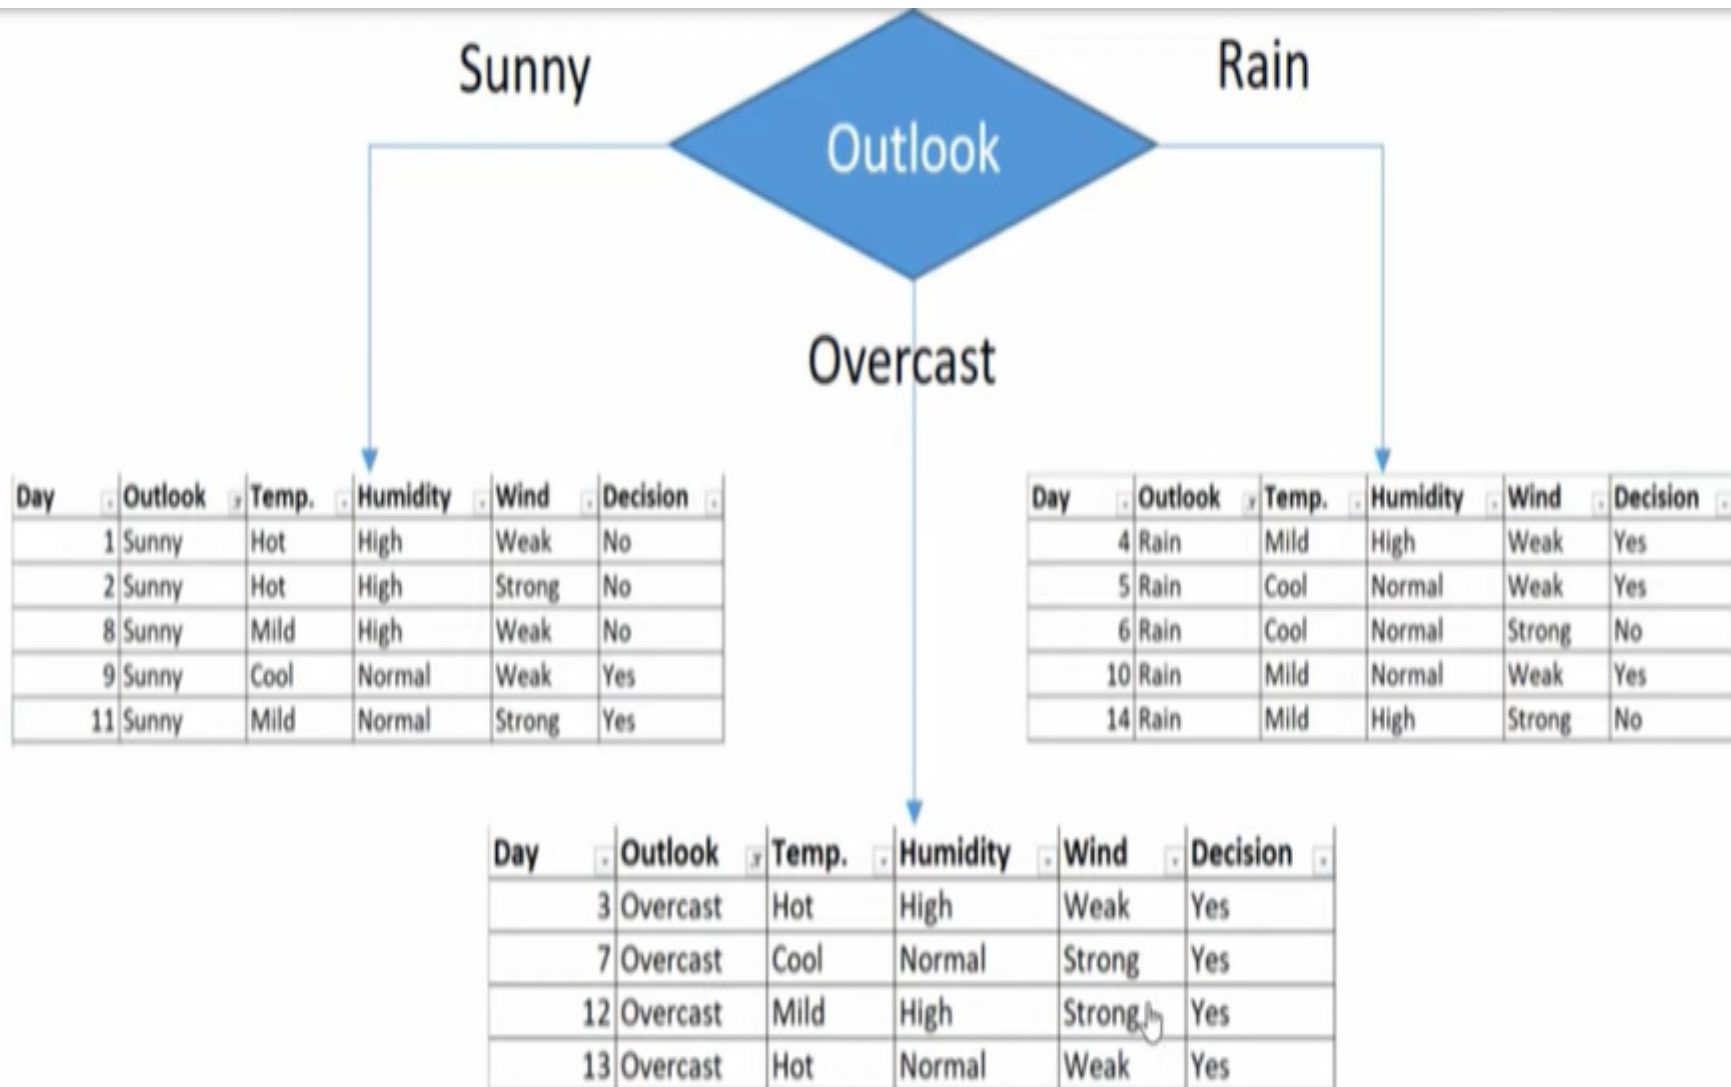 Sunny
Rain
Outlook
Overcast
Day Outlook Temp. Humidity Wind Decision
1 Sunny Hot High Weak No
2 Sunny Hot High Strong No
8 Sunny Mild High Weak No
9 Sunny Cool Normal Weak Yes
11 Sunny Mild Normal Strong Yes
Day Outlook Temp. Humidity Wind Decision
4 Rain Mild High Weak Yes
5 Rain Cool Normal Weak Yes
6 Rain Cool Normal Strong No
10 Rain Mild Normal Weak Yes
14 Rain Mild High Strong No
Day Outlook Temp. Humidity Wind Decision
3 Overcast Hot High Weak Yes
7 Overcast Cool Normal Strong Yes
12 Overcast Mild High Strong Yes
13 Overcast Hot Normal Weak Yes